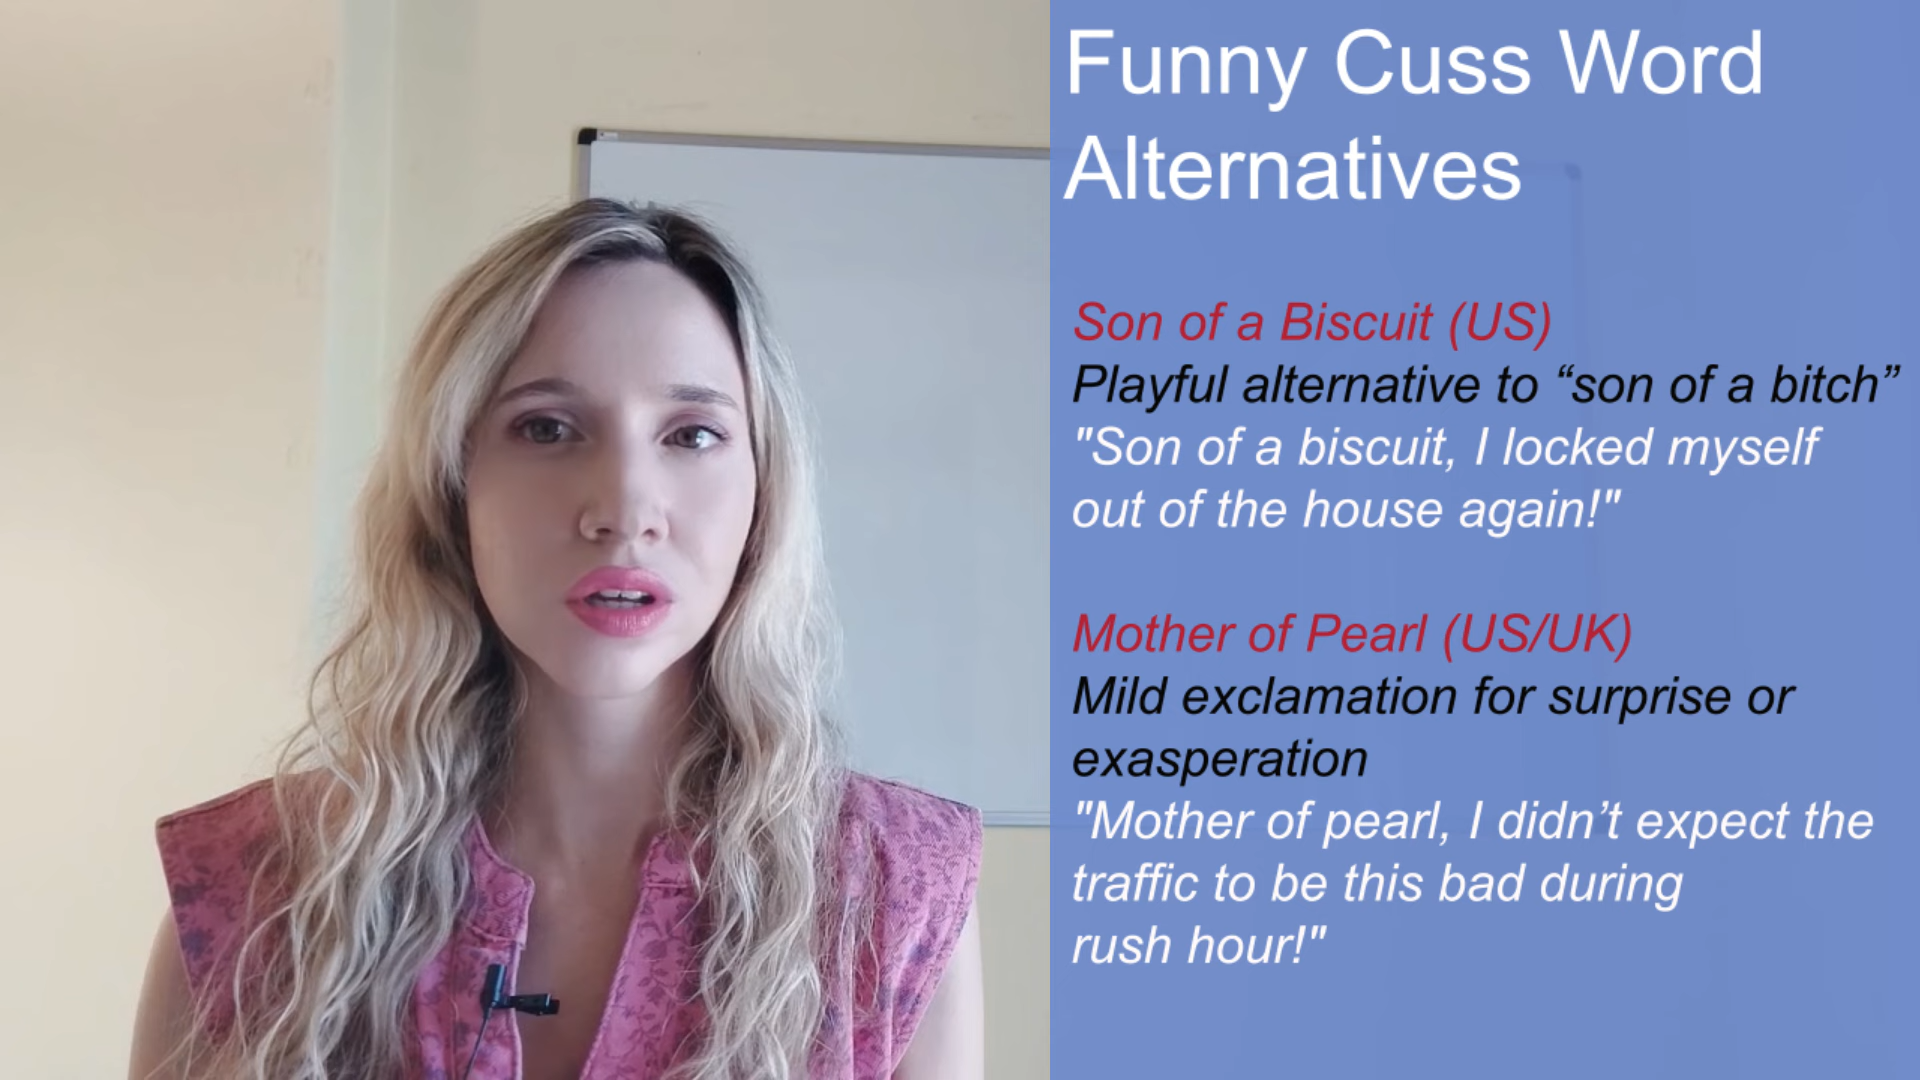 Funny Cuss Word
Alternatives
Son of a Biscuit (US)
Playful alternative to “son of a bitch”
"Son of a biscuit, I locked myself
out of the house again!"
Mother of Pearl (US/UK)
Mild exclamation for surprise or
exasperation
"Mother of pearl, I didn’t expect the
traffic to be this bad during
rush hour!"